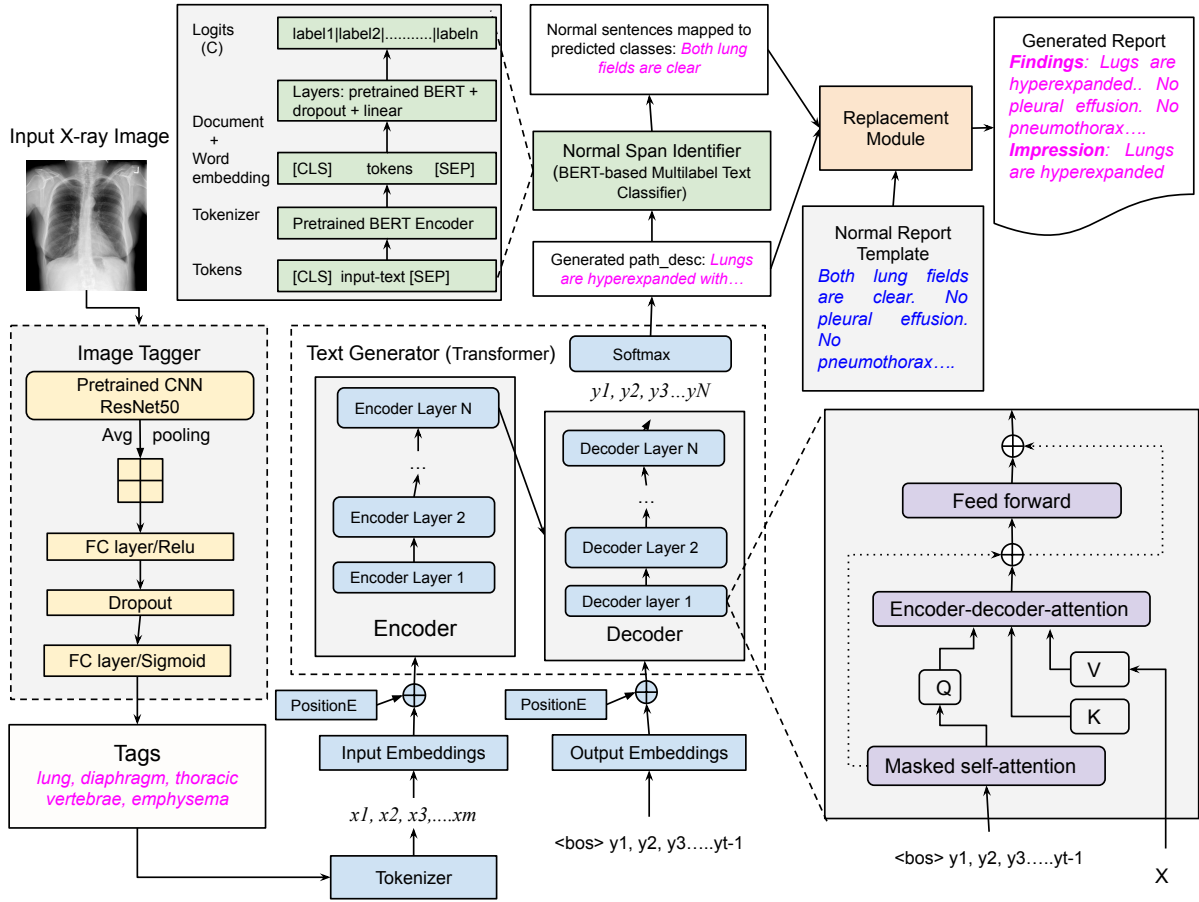 Input X-ray Image
Logits
(C)
Document
+
Word
embedding
Tokenizer
Tokens
label1|label2|...........|labeln
Layers: pretrained BERT +
dropout + linear
[CLS] tokens [SEP]
Pretrained BERT Encoder
[CLS] input-text [SEP]
Normal sentences mapped to
predicted classes: Both lung
fields are clear
Normal Span Identifier
(BERT-based Multilabel Text
Classifier)
Generated path_desc: Lungs
are hyperexpanded with…
Replacement
Module
Generated Report
Findings: Lugs are
hyperexpanded.. No
pleural effusion. No
pneumothorax….
Impression: Lungs
are hyperexpanded
Normal Report
Template
Both lung fields
are clear. No
pleural effusion.
No
pneumothorax….
Image Tagger
Pretrained CNN
ResNet50
Avg pooling
FC layer/Relu
Dropout
FC layer/Sigmoid
Tags
lung, diaphragm, thoracic
vertebrae, emphysema
Text Generator (Transformer)
Softmax
y1, y2, y3...yN
Encoder Layer N
...
Encoder Layer 2
Encoder Layer 1
Encoder
Decoder Layer N
...
Decoder Layer 2
Decoder layer 1
Decoder
PositionE
PositionE
Input Embeddings
Output Embeddings
x1, x2, x3,....xm
<bos> y1, y2, y3.....yt-1
Tokenizer
Feed forward
Encoder-decoder-attention
Q
V
K
Masked self-attention
<bos> y1, y2, y3.....yt-1
X